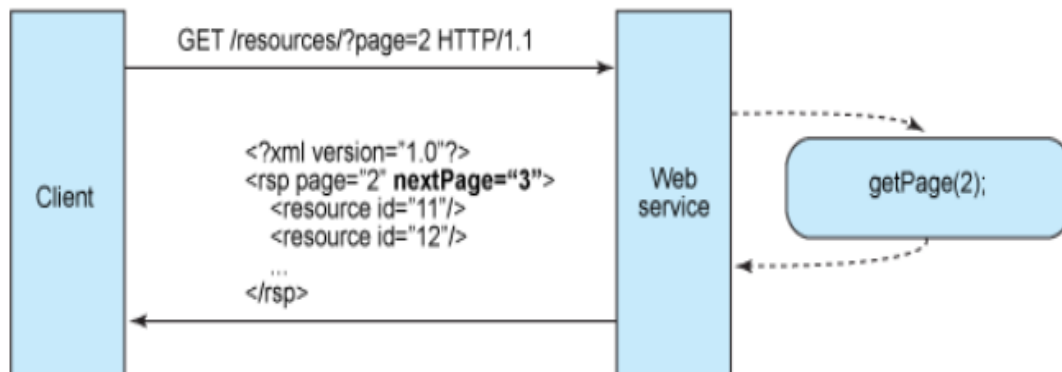 GET /resources/?page=2 HTTP/1.1
<?xml version="1.0"?>
<rsp page="2" nextPage="3">
<resource id="11"/>
<resource id="12"/>
...
</rsp>
Client
Web
service
getPage(2);